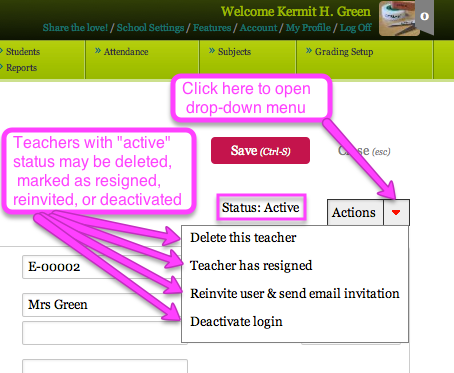 Welcome Kermit H. Green
0
Share the love! / School Settings / Features / Account / My Profile / Log Off
» Students » Attendance » Subjects » Grading Setup
» Reports
Click here to open
drop-down menu
Teachers with "active"
status may be deleted,
marked as resigned,
reinvited, or deactivated
Save (Ctrl-S)
(esc)
Status: Active
Actions
Delete this teacher
E-00002
Teacher has resigned
Reinvite user & send email invitation
Mrs Green
Deactivate login